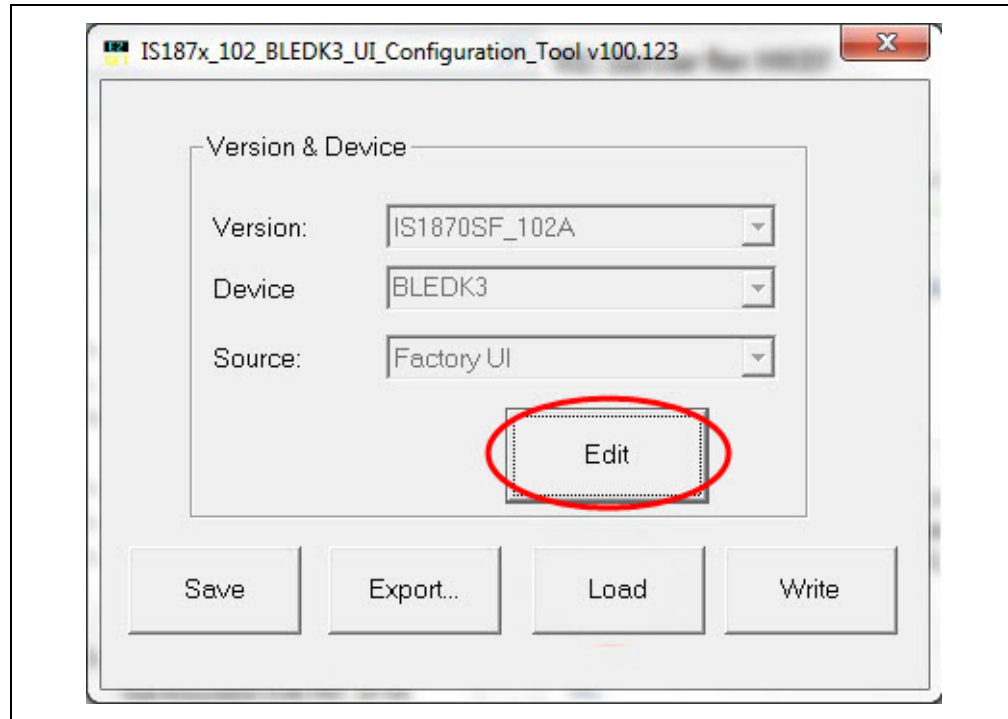 IS187x_102_BLEDK3_UI_Configuration_Tool v100.123
Version & Device
Version: IS1870SF_102A
Device BLEDK3
Source: Factory UI
Edit
Save Export... Load Write